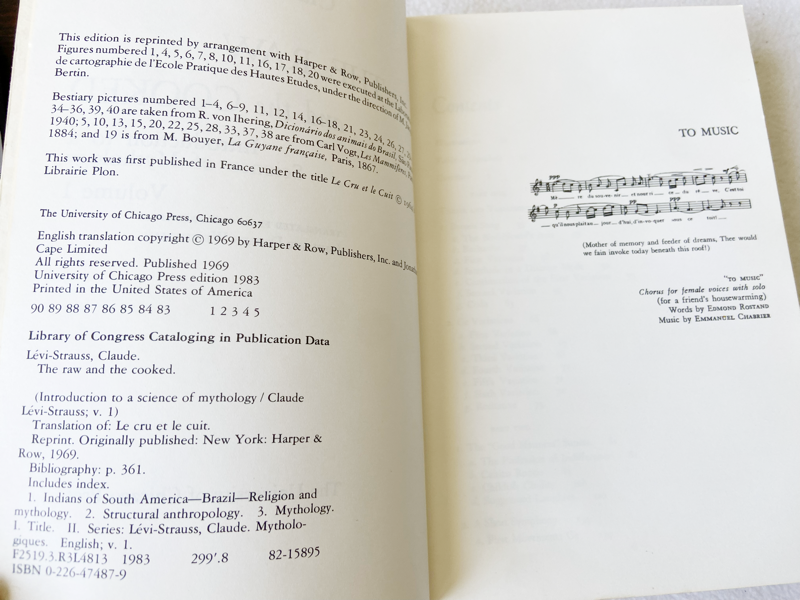 This edition is reprinted by arrangement with Harper & Row, Publishers, Inc.
Figures numbered 1, 4, 5, 6, 7, 8, 10, 11, 16, 17, 18, 20 were executed at the
de cartographie de l'Ecole Pratique des Hautes Etudes, under the direction of M.
Bertin.
Bestiary pictures numbered 1–4, 6–9, 11, 12, 14, 16–18, 21, 23, 24, 26, 27,
34–36, 39, 40 are taken from R. von Ihering, Dicionário dos animais do Brasil,
1940; 5, 10, 13, 15, 20, 22, 25, 28, 33, 37, 38 are from Carl Vogt, Les Mammifères,
1884; and 19 is from M. Bouyer, La Guyane française, Paris, 1867.
This work was first published in France under the title Le Cru et le Cuit ©
Librairie Plon.
The University of Chicago Press, Chicago 60637
English translation copyright © 1969 by Harper & Row, Publishers, Inc. and
Cape Limited
All rights reserved. Published 1969
University of Chicago Press edition 1983
Printed in the United States of America
90 89 88 87 86 85 84 83 1 2 3 4 5
Library of Congress Cataloging in Publication Data
Lévi-Strauss, Claude.
The raw and the cooked.
(Introduction to a science of mythology / Claude
Lévi-Strauss; v. 1)
Translation of: Le cru et le cuit.
Reprint. Originally published: New York: Harper &
Row, 1969.
Bibliography: p. 361.
Includes index.
1. Indians of South America—Brazil—Religion and
mythology. 2. Structural anthropology. 3. Mythology.
I. Title. II. Series: Lévi-Strauss, Claude. Mytholo-
giques. English; v. 1.
F2519.3.R3L4813 1983 299'.8 82-15895
ISBN 0-226-47487-9
TO MUSIC
(Mother of memory and feeder of dreams, Thee would
we fain invoke today beneath this roof!)
"TO MUSIC"
Chorus for female voices with solo
(for a friend's housewarming)
Words by EDMOND ROSTAND
Music by EMMANUEL CHABRIER